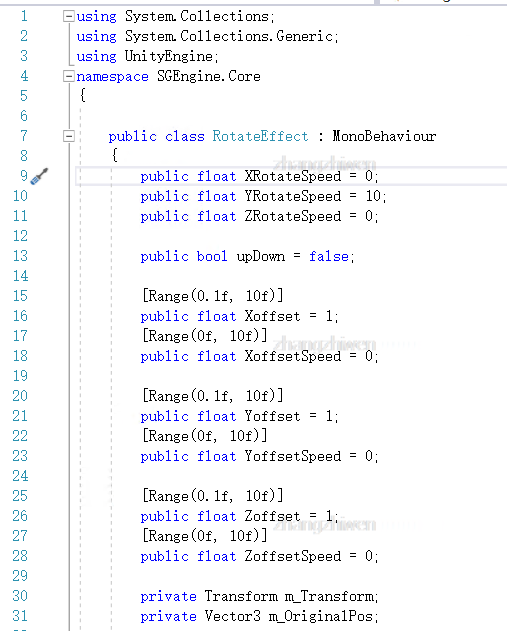 1 using System.Collections;
2 using System.Collections.Generic;
3 using UnityEngine;
4 namespace SGEngine.Core
5 {
6
7 public class RotateEffect : MonoBehaviour
8 {
9 public float XRotateSpeed = 0;
10 public float YRotateSpeed = 10;
11 public float ZRotateSpeed = 0;
12
13 public bool upDown = false;
14
15 [Range(0.1f, 10f)]
16 public float Xoffset = 1;
17 [Range(0f, 10f)]
18 public float XoffsetSpeed = 0;
19
20 [Range(0.1f, 10f)]
21 public float Yoffset = 1;
22 [Range(0f, 10f)]
23 public float YoffsetSpeed = 0;
24
25 [Range(0.1f, 10f)]
26 public float Zoffset = 1;
27 [Range(0f, 10f)]
28 public float ZoffsetSpeed = 0;
29
30 private Transform m_Transform;
31 private Vector3 m_OriginalPos;